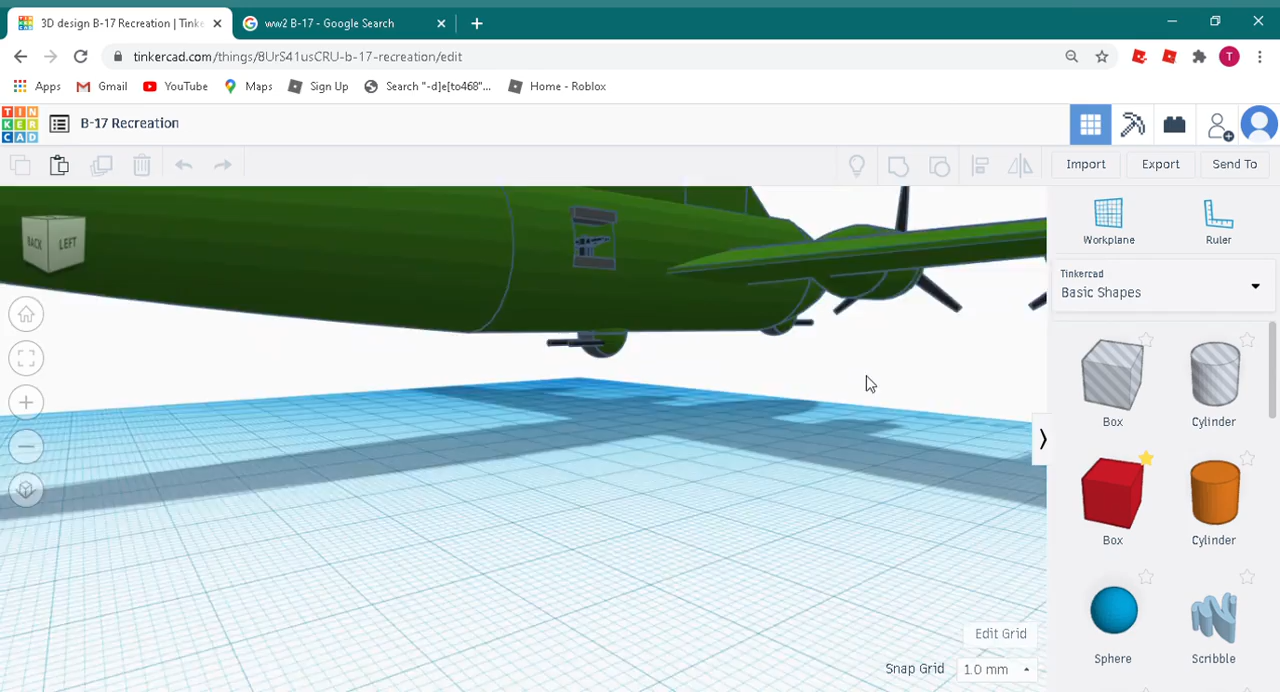 3D design B-17 Recreation | Tinke
ww2 B-17 - Google Search
tinkercad.com/things/8UrS41usCRU-b-17-recreation/edit
T
Apps
Gmail
YouTube
Maps
Sign Up
Search "-d]e[to468"...
Home - Roblox
TIN
KER
CAD
B-17 Recreation
Import
Export
Send To
BACK
LEFT
Workplane
Ruler
Tinkercad
Basic Shapes
Box
Cylinder
Box
Cylinder
Sphere
Scribble
Edit Grid
Snap Grid
1.0 mm